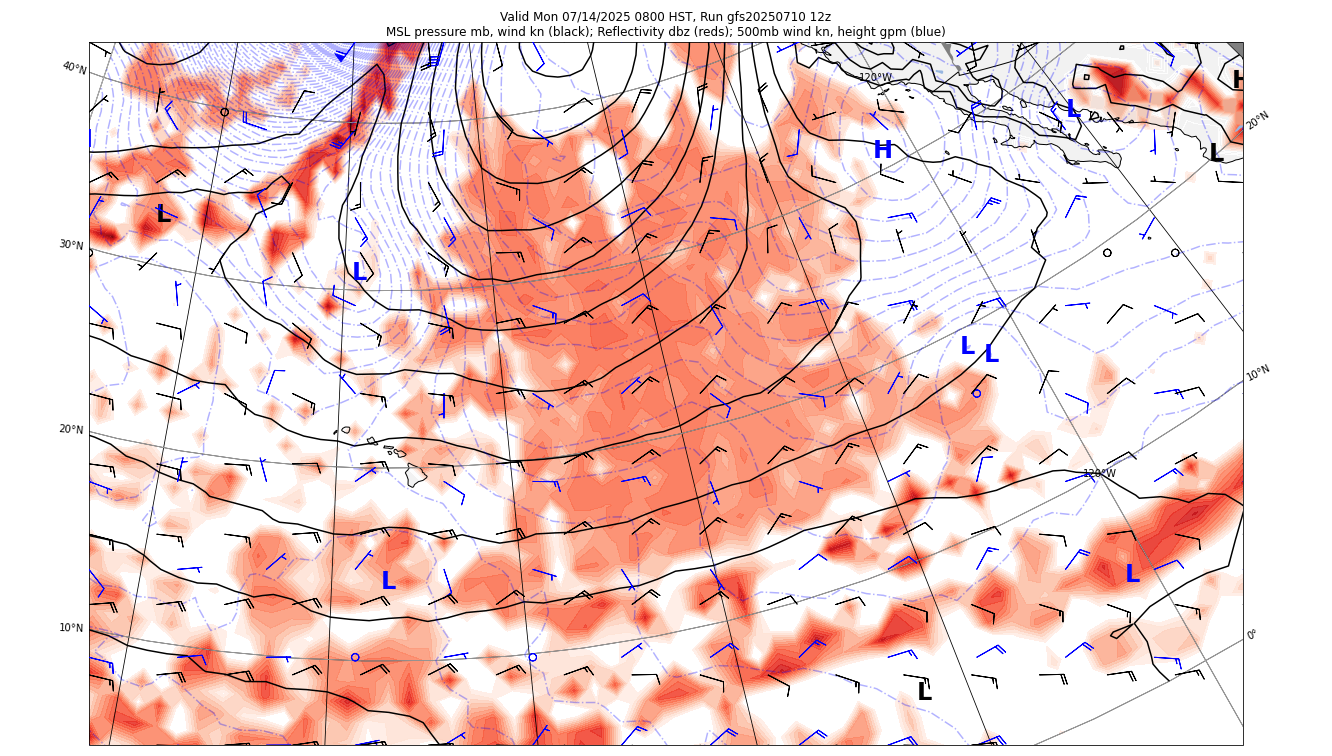 Valid Mon 07/14/2025 0800 HST, Run gfs20250710 12z
MSL pressure mb, wind kn (black); Reflectivity dbz (reds); 500mb wind kn, height gpm (blue)
40°N
120°W
H
L
20°N
H
L
L
30°N
L
10°N
L L
20°N
120°W
L
L
10°N
0°
L